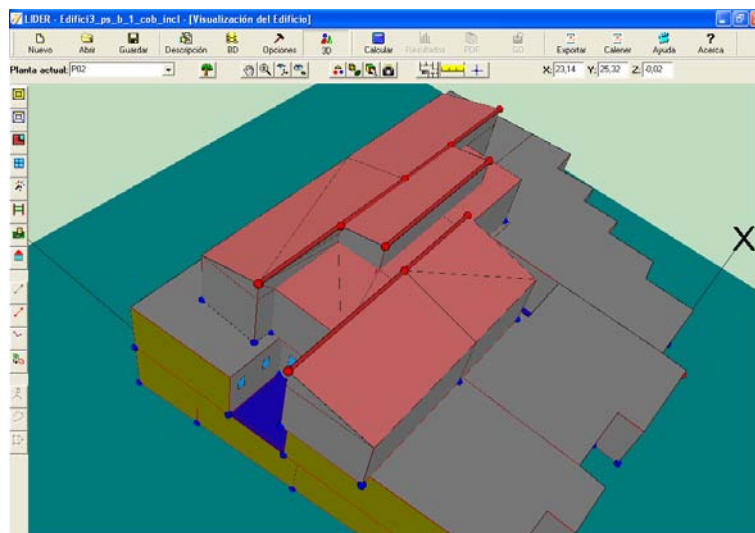 LIDER - Edifici3_ps_b_1_cob_incl - [Visualización del Edificio]
Nuevo Abrir Guardar Descripción BD Opciones 3D Calcular Resultados PDF Exportar Calener Ayuda Acerca
Planta actual: P02 X: 23,14 Y: 25,32 Z: -0,02
X